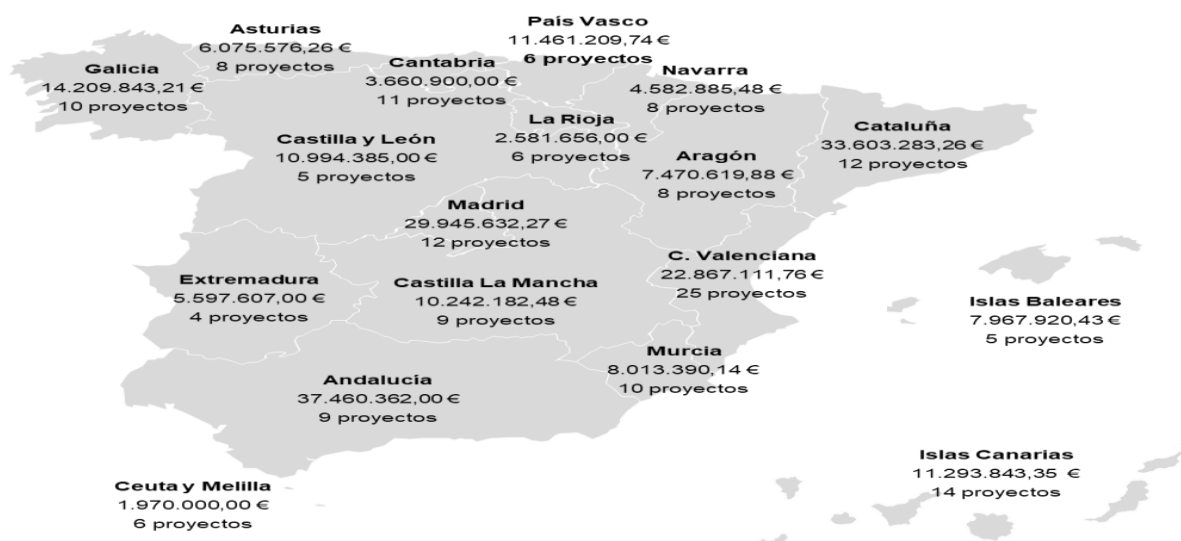 País Vasco
11.461.209,74 €
6 proyectos
Asturias
6.075.576,26 €
8 proyectos
Cantabria
3.660.900,00 €
11 proyectos
Galicia
14.209.843,21 €
10 proyectos
Navarra
4.582.885,48 €
8 proyectos
La Rioja
2.581.656,00 €
6 proyectos
Cataluña
33.603.283,26 €
12 proyectos
Castilla y León
10.994.385,00 €
5 proyectos
Aragón
7.470.619,88 €
8 proyectos
Madrid
29.945.632,27 €
12 proyectos
C. Valenciana
22.867.111,76 €
25 proyectos
Extremadura
5.597.607,00 €
4 proyectos
Castilla La Mancha
10.242.182,48 €
9 proyectos
Islas Baleares
7.967.920,43 €
5 proyectos
Murcia
8.013.390,14 €
10 proyectos
Andalucía
37.460.362,00 €
9 proyectos
Islas Canarias
11.293.843,35 €
14 proyectos
Ceuta y Melilla
1.970.000,00 €
6 proyectos